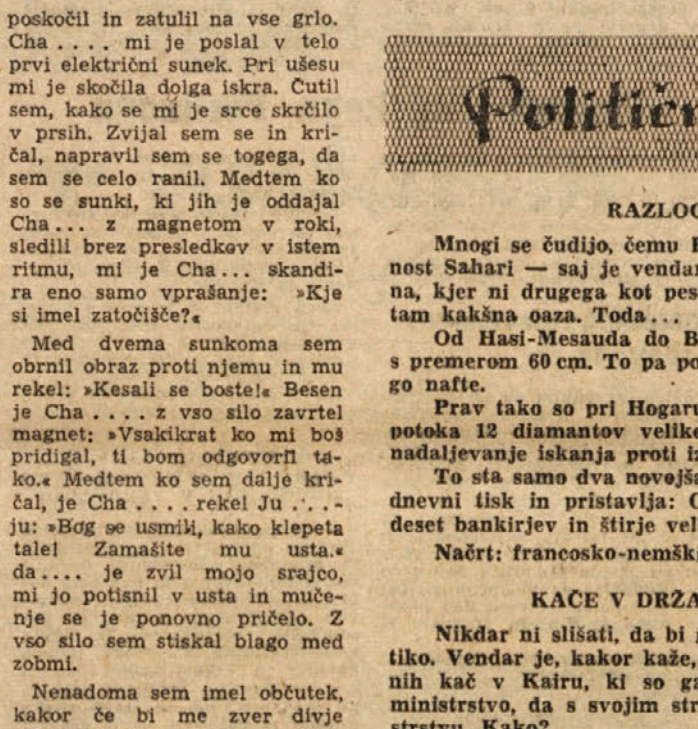 poskočil in zatulil na vse grlo.
Cha .... mi je poslal v telo
prvi električni sunek. Pri ušesu
mi je skočila dolga iskra. Čutil
sem, kako se mi je srce skrčilo
v prsih. Zvijal sem se in kri-
čal, napravil sem se togega, da
sem se celo ranil. Medtem ko
so se sunki, ki jih je oddajal
Cha... z magnetom v roki,
sledili brez presledkov v istem
ritmu, mi je Cha... skandi-
ra eno samo vprašanje: »Kje
si imel zatočišče?«
Med dvema sunkoma sem
obrnil obraz proti njemu in mu
rekel: »Kesali se boste!« Besen
je Cha .... z vso silo zavrtel
magnet: »Vsakikrat ko mi boš
pridigal, ti bom odgovoril ta-
ko.« Medtem ko sem dalje kri-
čal, je Cha .... rekel Ju ...-
ju: »Bog se usmili, kako klepeta
tale! Zamašite mu usta.«
da.... je zvil mojo srajco,
mi jo potisnil v usta in muče-
nje se je ponovno pričelo. Z
vso silo sem stiskal blago med
zobmi.
Nenadoma sem imel občutek,
kakor če bi me zver divje
Političn
RAZLOG
Mnogi se čudijo, čemu
nost Sahari — saj je vendar
na, kjer ni drugega kot pes
tam kakšna oaza. Toda...
Od Hasi-Mesauda do B
s premerom 60 cm. To pa po
go nafte.
Prav tako so pri Hogaru
potoka 12 diamantov velike
nadaljevanje iskanja proti iz
To sta samo dva novejša
dnevni tisk in pristavlja:
deset bankirjev in štirje vel
Načrt: francosko-nemški
KAČE V DRŽA
Nikdar ni slišati, da bi
tiko. Vendar je, kakor kaže,
nih kač v Kairu, ki so ga
ministrstvo, da s svojim str
strstvu. Kako?